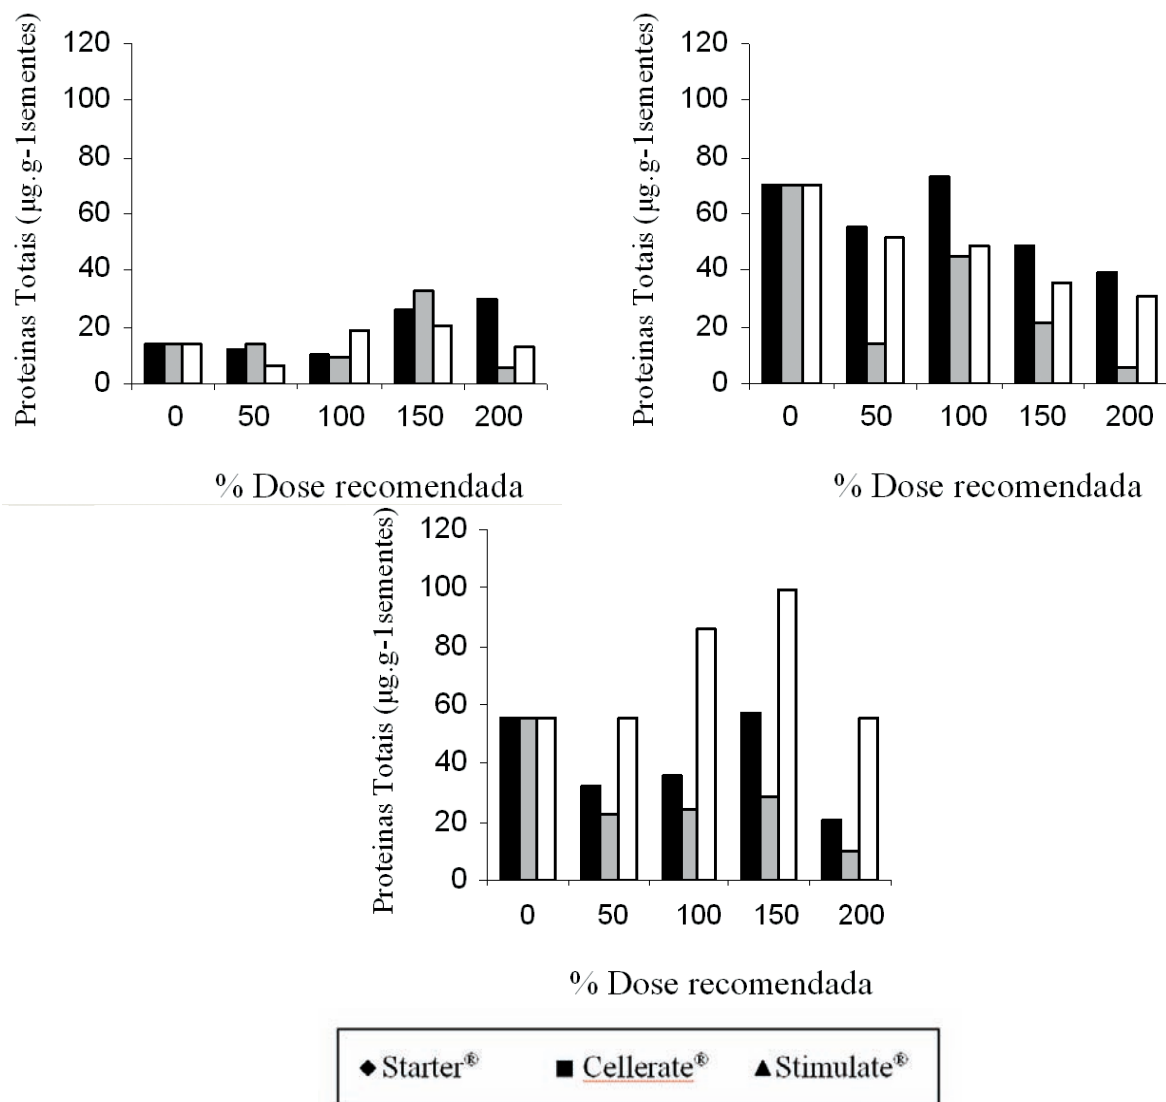 Proteinas Totais (µg.g-1sementes)
120
100
80
60
40
20
0
0 50 100 150 200
% Dose recomendada
Proteinas Totais (µg.g-1sementes)
120
100
80
60
40
20
0
0 50 100 150 200
% Dose recomendada
Proteinas Totais (µg.g-1sementes)
120
100
80
60
40
20
0
0 50 100 150 200
% Dose recomendada
◆ Starter® ■ Cellerate® ▲ Stimulate®